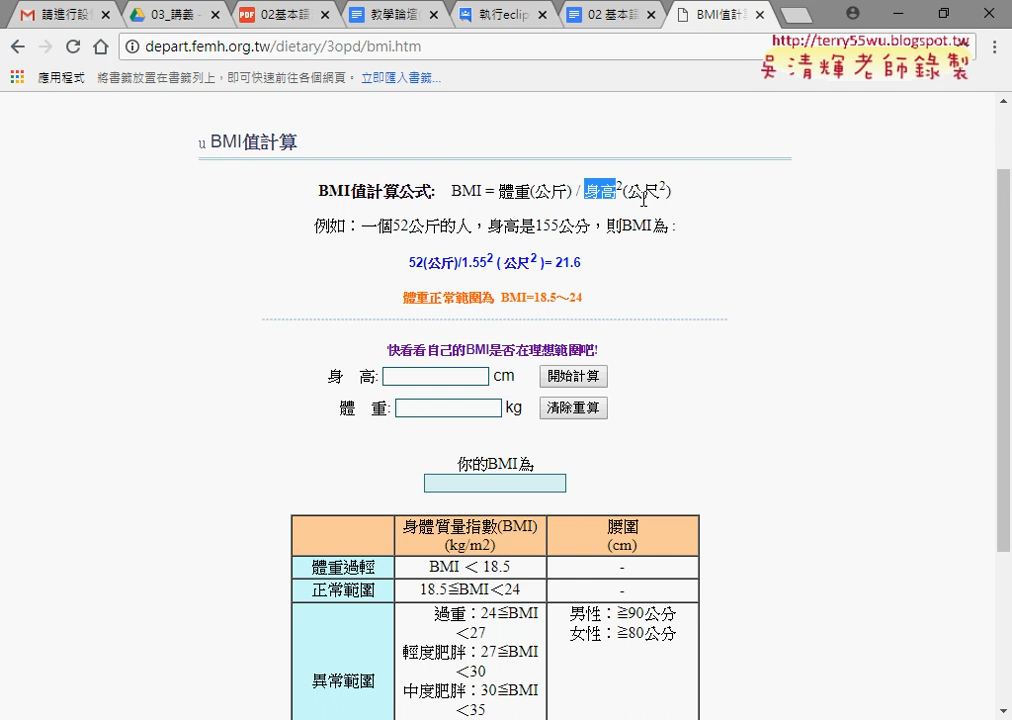 請進行設
03_講義 -
02基本語
教學論壇
執行eclip
02 基本語
BMI值計
depart.femh.org.tw/dietary/3opd/bmi.htm
http://terry55wu.blogspot.tw
吳清輝老師錄製
應用程式 將書籤放置在書籤列上，即可快速前往各個網頁。 立即匯入書籤...
u BMI值計算
BMI值計算公式: BMI = 體重(公斤) / 身高2(公尺2)
例如：一個52公斤的人，身高是155公分，則BMI為 :
52(公斤)/1.552 ( 公尺2 )= 21.6
體重正常範圍為 BMI=18.5～24
快看看自己的BMI是否在理想範圍吧!
身 高: cm 開始計算
體 重: kg 清除重算
你的BMI為
身體質量指數(BMI) 腰圍
(kg/m2) (cm)
體重過輕 BMI ＜ 18.5 -
正常範圍 18.5≦BMI＜24 -
過重：24≦BMI 男性：≧90公分
＜27 女性：≧80公分
輕度肥胖：27≦BMI
＜30
異常範圍
中度肥胖：30≦BMI
＜35